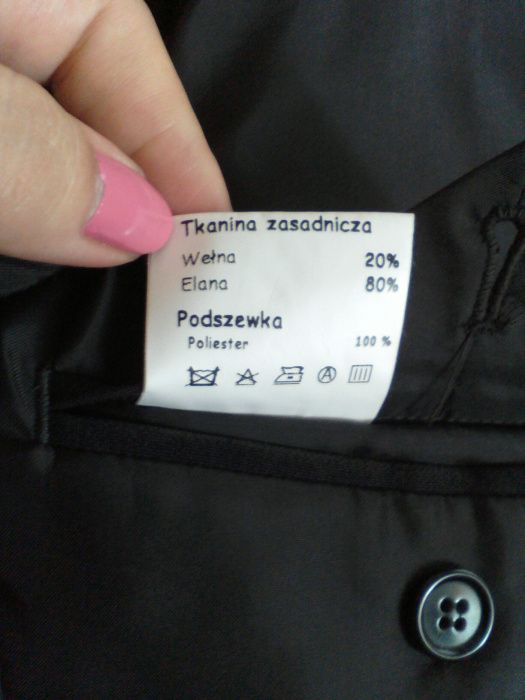 Tkanina zasadnicza
Wełna 20%
Elana 80%
Podszewka
Poliester 100 %
A